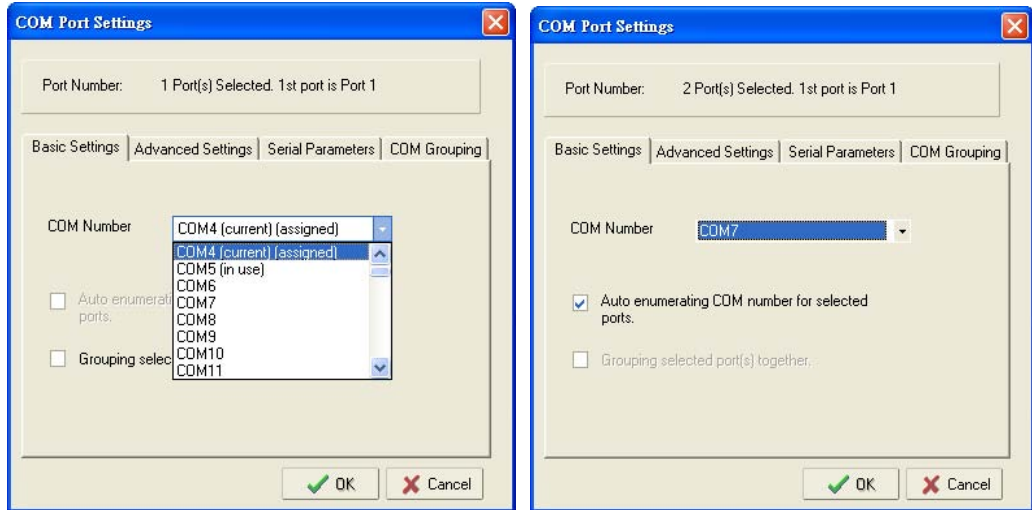 COM Port Settings
Port Number: 1 Port(s) Selected. 1st port is Port 1
Basic Settings Advanced Settings Serial Parameters COM Grouping
COM Number COM4 (current) (assigned)
COM4 (current) (assigned)
COM5 (in use)
COM6
COM7
COM8
COM9
COM10
COM11
Auto
ports.
Grouping
OK Cancel
COM Port Settings
Port Number: 2 Port(s) Selected. 1st port is Port 1
Basic Settings Advanced Settings Serial Parameters COM Grouping
COM Number COM7
Auto enumerating COM number for selected
ports.
Grouping selected port(s) together.
OK Cancel